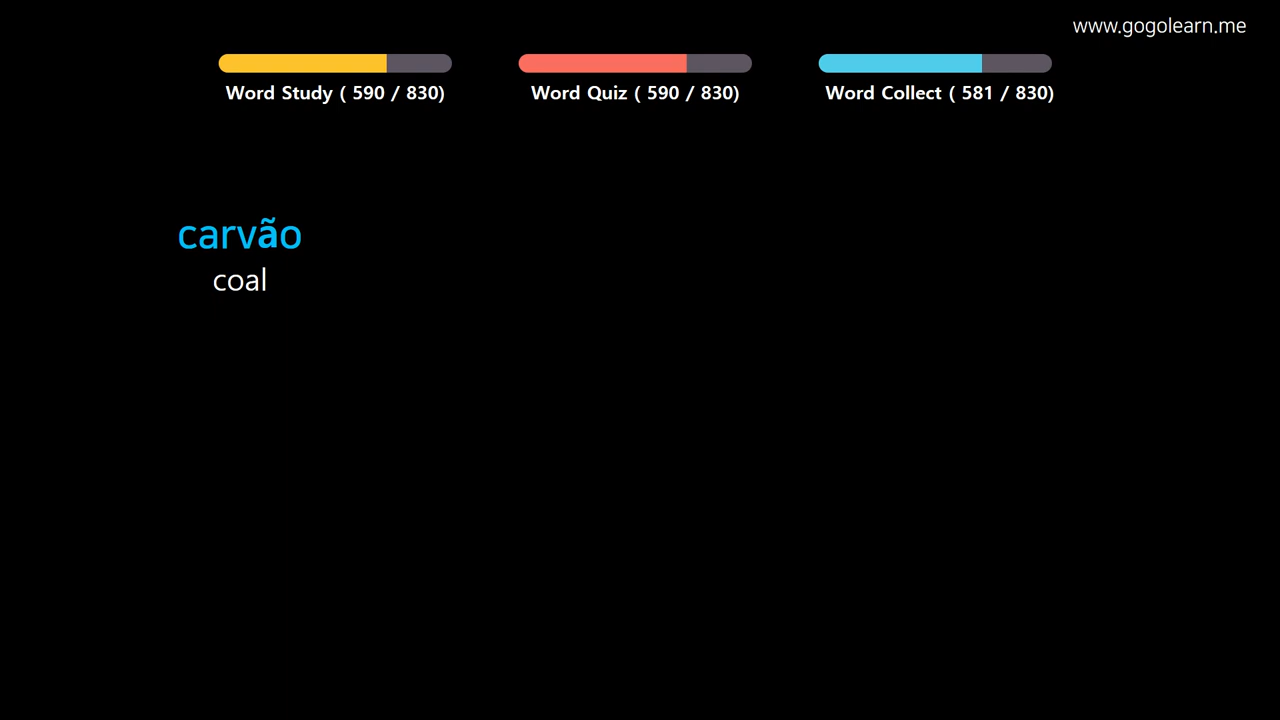 www.gogolearn.me
Word Study ( 590 / 830)
Word Quiz ( 590 / 830)
Word Collect ( 581 / 830)
carvão
coal